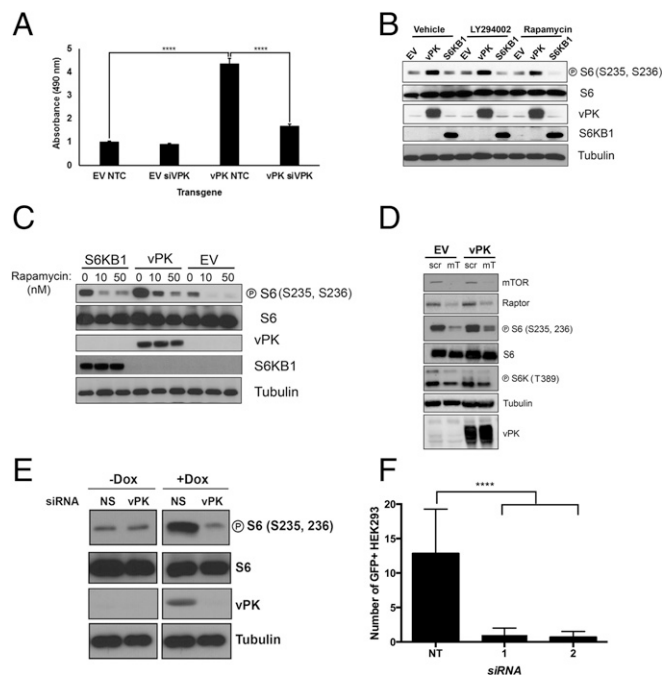 A
Absorbance (490 nm)
5
4
3
2
1
0
****
****
EV NTC
EV siVPK
vPK NTC
vPK siVPK
Transgene
B
Vehicle
LY294002
Rapamycin
EV
vPK
S6KB1
EV
vPK
S6KB1
EV
vPK
S6KB1
Ⓟ S6 (S235, S236)
S6
vPK
S6KB1
Tubulin
C
S6KB1 vPK EV
Rapamycin: 0 10 50 0 10 50 0 10 50
(nM)
Ⓟ S6 (S235, S236)
S6
vPK
S6KB1
Tubulin
D
EV vPK
scr mT scr mT
mTOR
Raptor
Ⓟ S6 (S235, 236)
S6
Ⓟ S6K (T389)
Tubulin
vPK
E
-Dox +Dox
siRNA NS vPK NS vPK
Ⓟ S6 (S235, 236)
S6
vPK
Tubulin
F
Number of GFP+ HEK293
20
15
10
5
0
****
NT
1
2
siRNA